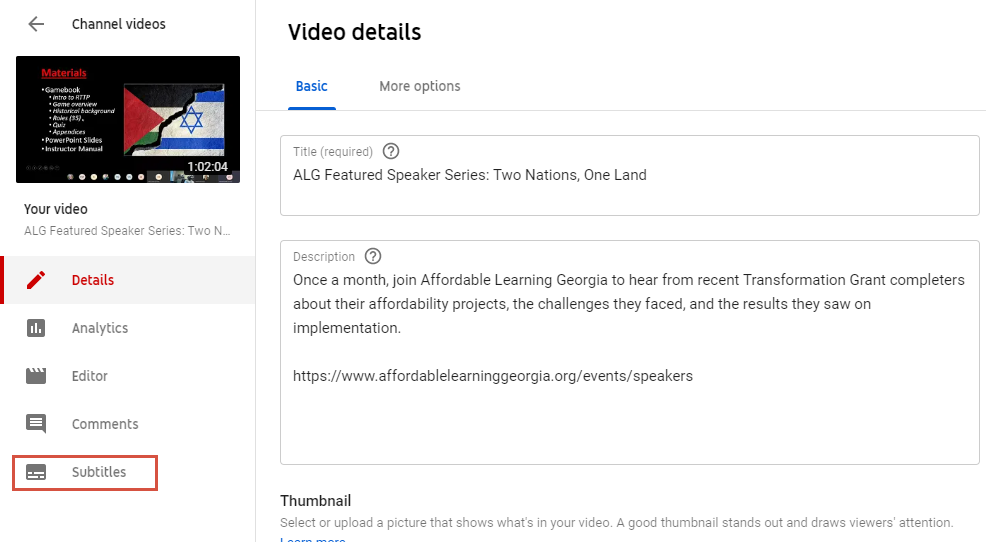 Channel videos
Materials
•Gamebook
•Intro to RTTP
•Game overview
•Historical background
•Roles (35)
•Quiz
•Appendices
•PowerPoint Slides
•Instructor Manual
1:02:04
Your video
ALG Featured Speaker Series: Two N...
Details
Analytics
Editor
Comments
Subtitles
Video details
Basic
More options
Title (required)
ALG Featured Speaker Series: Two Nations, One Land
Description
Once a month, join Affordable Learning Georgia to hear from recent Transformation Grant completers
about their affordability projects, the challenges they faced, and the results they saw on
implementation.
https://www.affordablelearninggeorgia.org/events/speakers
Thumbnail
Select or upload a picture that shows what's in your video. A good thumbnail stands out and draws viewers' attention.
Learn more